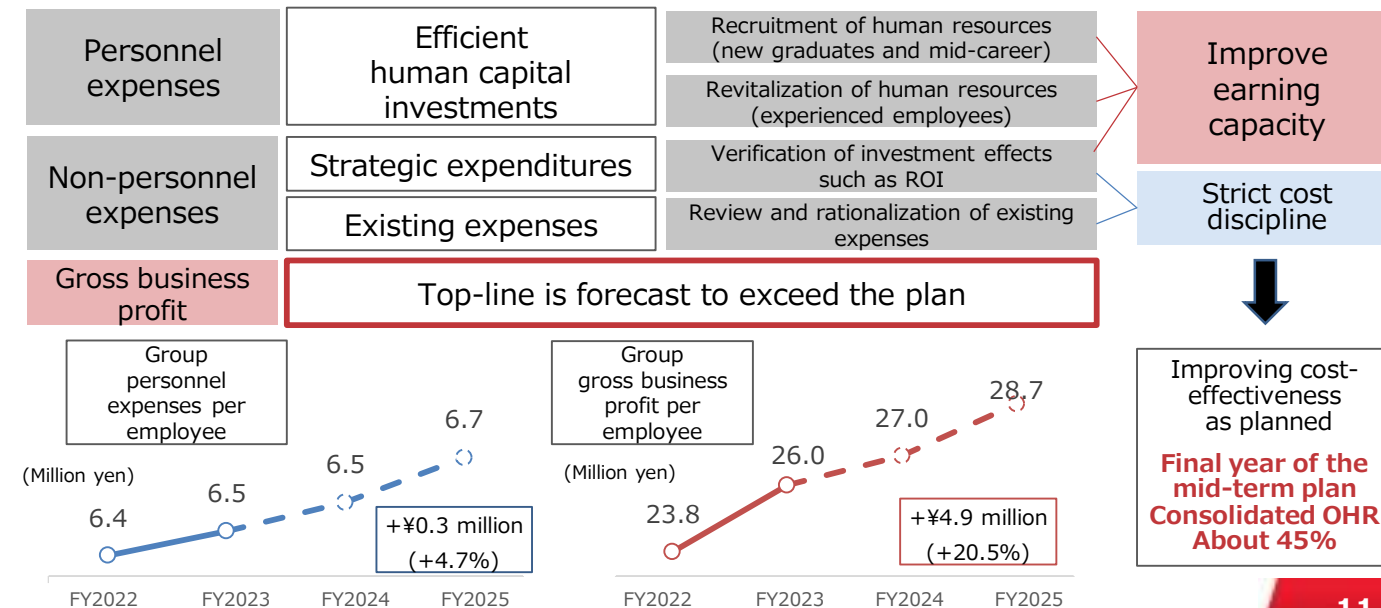 Personnel
expenses
Efficient
human capital
investments
Recruitment of human resources
(new graduates and mid-career)
Revitalization of human resources
(experienced employees)
Improve
earning
capacity
Non-personnel
expenses
Strategic expenditures
Verification of investment effects
such as ROI
Existing expenses
Review and rationalization of existing
expenses
Strict cost
discipline
Gross business
profit
Top-line is forecast to exceed the plan
Group
personnel
expenses per
employee
(Million yen)
6.4
6.5
6.5
6.7
+¥0.3 million
(+4.7%)
FY2022
FY2023
FY2024
FY2025
Group
gross business
profit per
employee
(Million yen)
23.8
26.0
27.0
28.7
+¥4.9 million
(+20.5%)
FY2022
FY2023
FY2024
FY2025
Improving cost-
effectiveness
as planned
Final year of the
mid-term plan
Consolidated OHR
About 45%
11